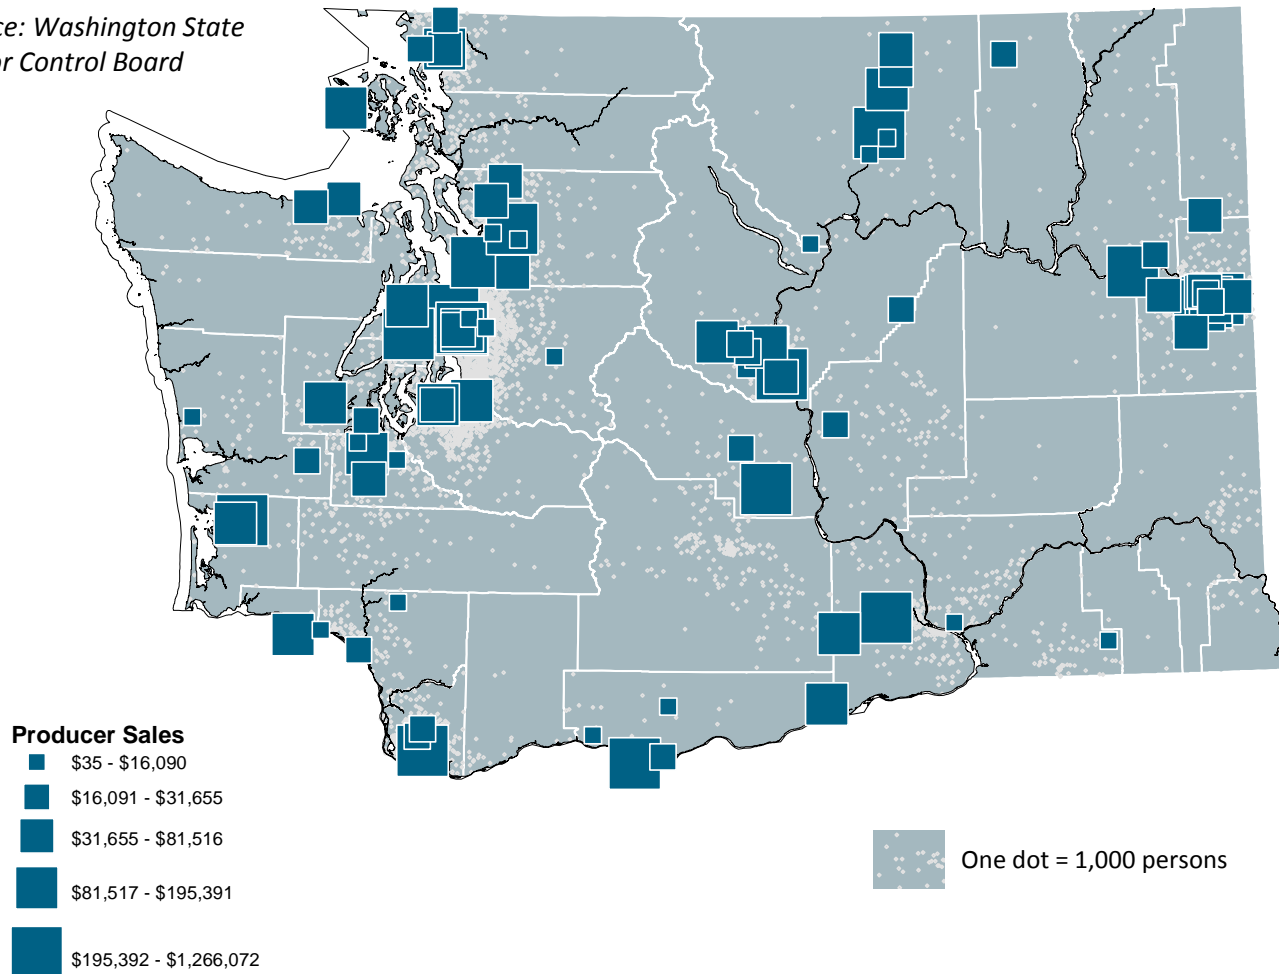 ce: Washington State
or Control Board
Producer Sales
$35 - $16,090
$16,091 - $31,655
$31,655 - $81,516
$81,517 - $195,391
$195,392 - $1,266,072
One dot = 1,000 persons